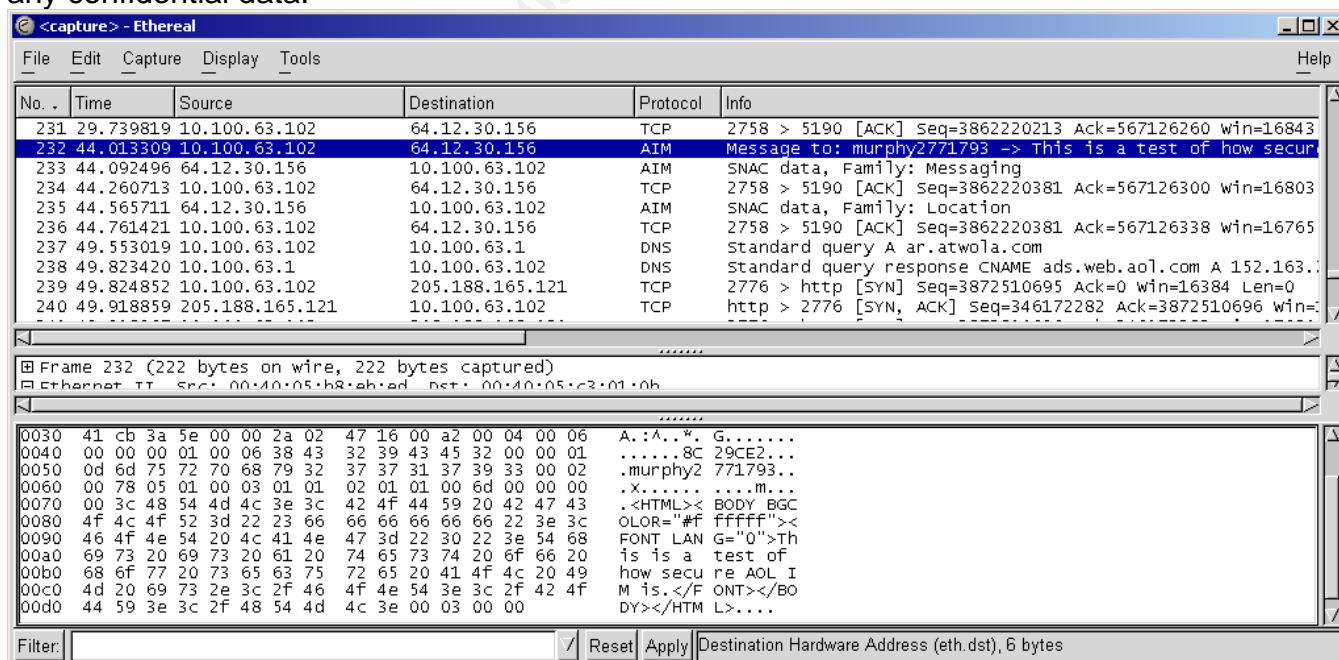 any confidential data.
<capture> - Ethereal
File Edit Capture Display Tools Help
No. Time Source Destination Protocol Info
231 29.739819 10.100.63.102 64.12.30.156 TCP 2758 > 5190 [ACK] Seq=3862220213 Ack=567126260 Win=16843
232 44.013309 10.100.63.102 64.12.30.156 AIM Message to: murphy2771793 -> This is a test of how secur
233 44.092496 64.12.30.156 10.100.63.102 AIM SNAC data, Family: Messaging
234 44.260713 10.100.63.102 64.12.30.156 TCP 2758 > 5190 [ACK] Seq=3862220381 Ack=567126300 Win=16803
235 44.565711 64.12.30.156 10.100.63.102 AIM SNAC data, Family: Location
236 44.761421 10.100.63.102 64.12.30.156 TCP 2758 > 5190 [ACK] Seq=3862220381 Ack=567126338 Win=16765
237 49.553019 10.100.63.102 10.100.63.1 DNS Standard query A ar.atwola.com
238 49.823420 10.100.63.1 10.100.63.102 DNS Standard query response CNAME ads.web.aol.com A 152.163.
239 49.824852 10.100.63.102 205.188.165.121 TCP 2776 > http [SYN] Seq=3872510695 Ack=0 Win=16384 Len=0
240 49.918859 205.188.165.121 10.100.63.102 TCP http > 2776 [SYN, ACK] Seq=346172282 Ack=3872510696 Win=
Frame 232 (222 bytes on wire, 222 bytes captured)
Ethernet II, Src: 00:40:05:b8:eb:ed, Dst: 00:40:05:c3:01:0b
0030 41 cb 3a 5e 00 00 2a 02 47 16 00 a2 00 04 00 06 A.:^..*. G.......
0040 00 00 00 01 00 06 38 43 32 39 43 45 32 00 00 01 ......8C 29CE2...
0050 0d 6d 75 72 70 68 79 32 37 37 31 37 39 33 00 02 .murphy2 771793..
0060 00 78 05 01 00 03 01 01 02 01 01 00 6d 00 00 00 .x...... ....m...
0070 00 3c 48 54 4d 4c 3e 3c 42 4f 44 59 20 42 47 43 .<HTML>< BODY BGC
0080 4f 4c 4f 52 3d 22 23 66 66 66 66 66 66 22 3e 3c OLOR="#f fffff"><
0090 46 4f 4e 54 20 4c 41 4e 47 3d 22 30 22 3e 54 68 FONT LAN G="0">Th
00a0 69 73 20 69 73 20 61 20 74 65 73 74 20 6f 66 20 is is a test of
00b0 68 6f 77 20 73 65 63 75 72 65 20 41 4f 4c 20 49 how secu re AOL I
00c0 4d 20 69 73 2e 3c 2f 46 4f 4e 54 3e 3c 2f 42 4f M is.</F ONT></BO
00d0 44 59 3e 3c 2f 48 54 4d 4c 3e 00 03 00 00 DY></HTM L>....
Filter: Reset Apply Destination Hardware Address (eth.dst), 6 bytes